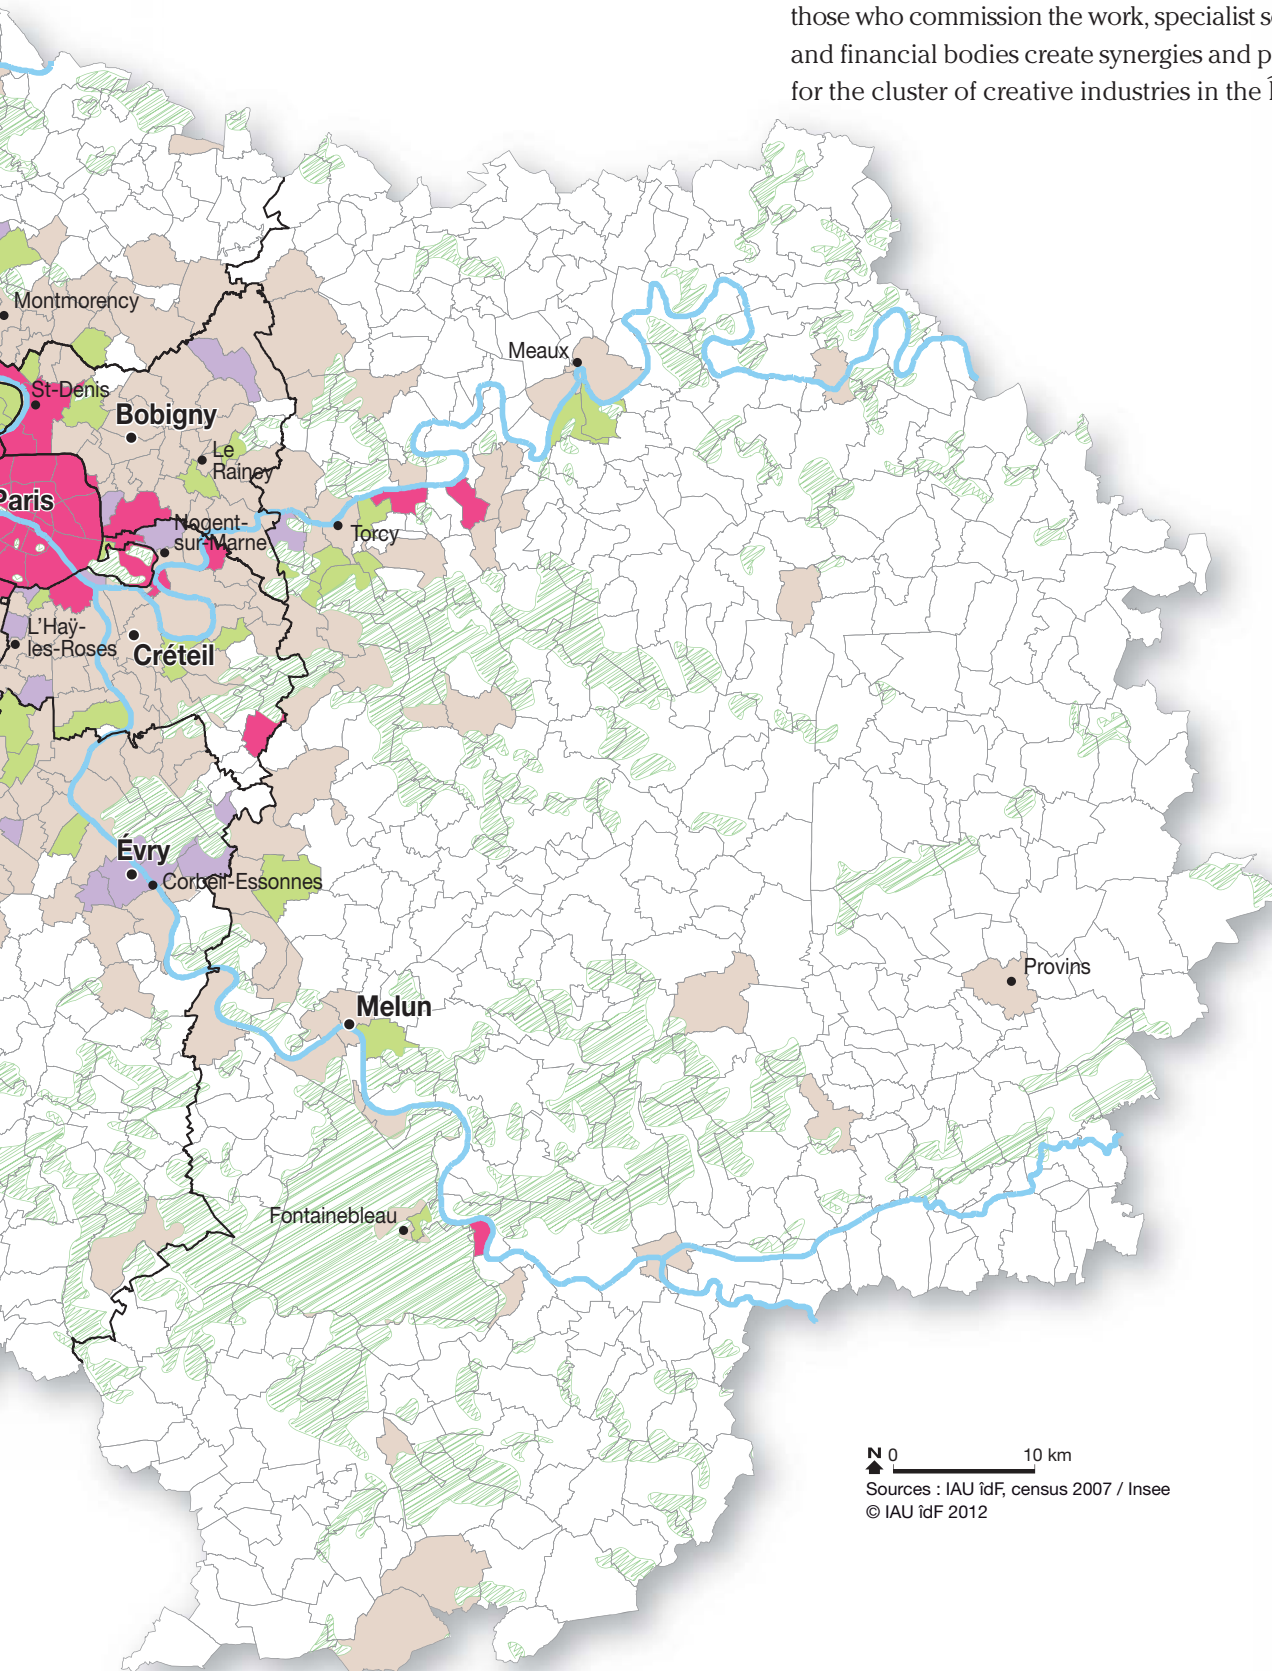 those who commission the work, specialist
and financial bodies create synergies and
for the cluster of creative industries in the
Montmorency
Meaux
St-Denis
Bobigny
Le
Raincy
Paris
Nogent-
sur-Marne
Torcy
L'Haÿ-
les-Roses
Créteil
Évry
Corbeil-Essonnes
Provins
Melun
Fontainebleau
N 0 10 km
Sources : IAU îdF, census 2007 / Insee
© IAU îdF 2012